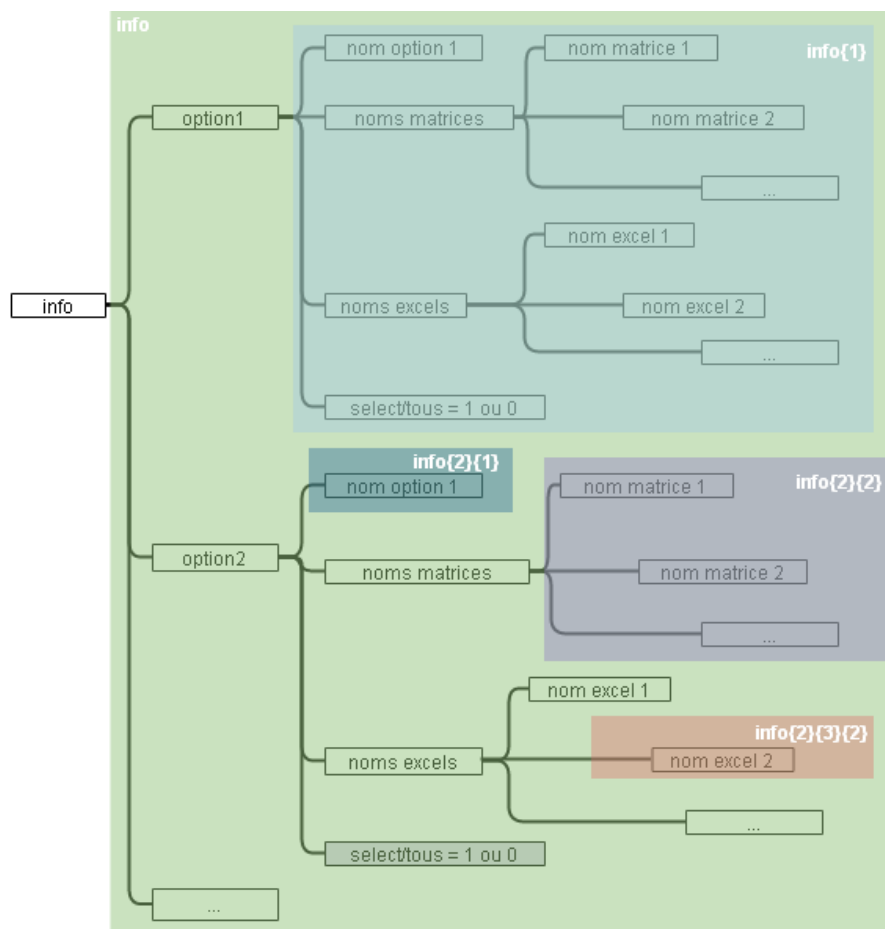 info
nom option 1
nom matrice 1
info{1}
option1
noms matrices
nom matrice 2
...
nom excel 1
info
noms excels
nom excel 2
...
select/tous = 1 ou 0
info{2}{1}
nom option 1
nom matrice 1
info{2}{2}
option2
noms matrices
nom matrice 2
...
nom excel 1
info{2}{3}{2}
noms excels
nom excel 2
...
select/tous = 1 ou 0
...